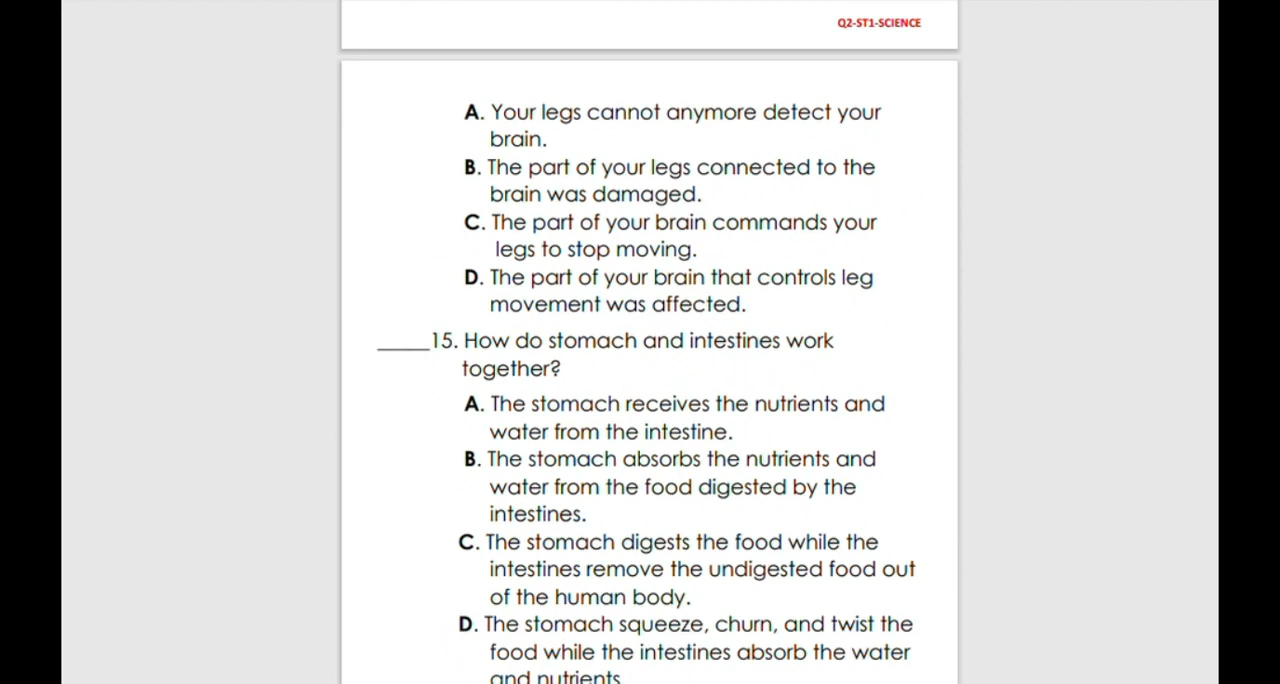 Q2-ST1-SCIENCE
A. Your legs cannot anymore detect your
brain.
B. The part of your legs connected to the
brain was damaged.
C. The part of your brain commands your
legs to stop moving.
D. The part of your brain that controls leg
movement was affected.
_____15. How do stomach and intestines work
together?
A. The stomach receives the nutrients and
water from the intestine.
B. The stomach absorbs the nutrients and
water from the food digested by the
intestines.
C. The stomach digests the food while the
intestines remove the undigested food out
of the human body.
D. The stomach squeeze, churn, and twist the
food while the intestines absorb the water
and nutrients